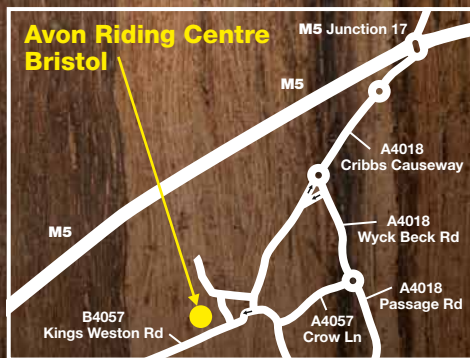 Avon Riding Centre
Bristol
M5 Junction 17
M5
A4018
Cribbs Causeway
M5
A4018
Wyck Beck Rd
B4057
Kings Weston Rd
A4057
Crow Ln
A4018
Passage Rd